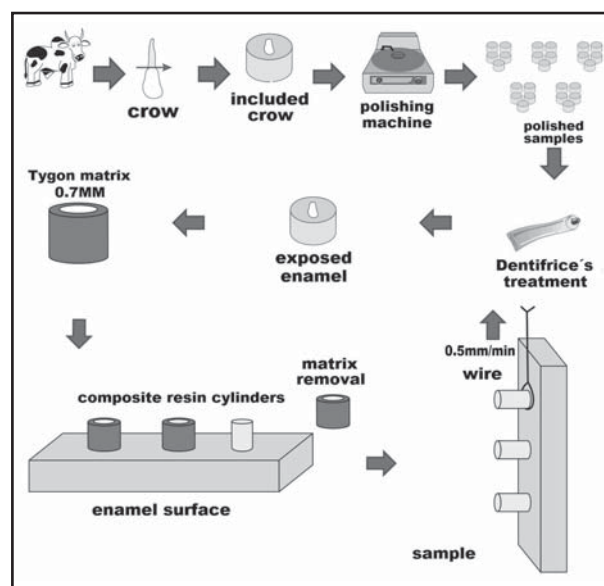 crow
included
crow
polishing
machine
polished
samples
Tygon matrix
0.7MM
exposed
enamel
Dentifrice´s
treatment
0.5mm/min
wire
matrix
removal
composite resin cylinders
enamel surface
sample